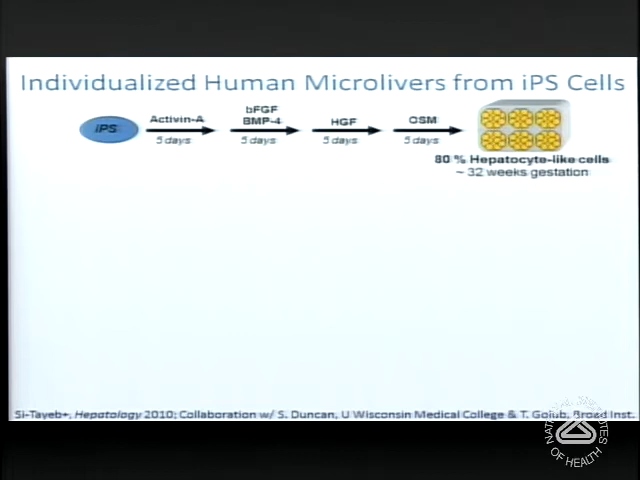 Individualized Human Microlivers from iPS Cells
iPS
Activin-A
5 days
bFGF
BMP-4
5 days
HGF
5 days
OSM
5 days
80 % Hepatocyte-like cells
~ 32 weeks gestation
Si-Tayeb+, Hepatology 2010; Collaboration w/ S. Duncan, U Wisconsin Medical College & T. Golub, Broad Inst.
NATIONAL INSTITUTES
OF HEALTH